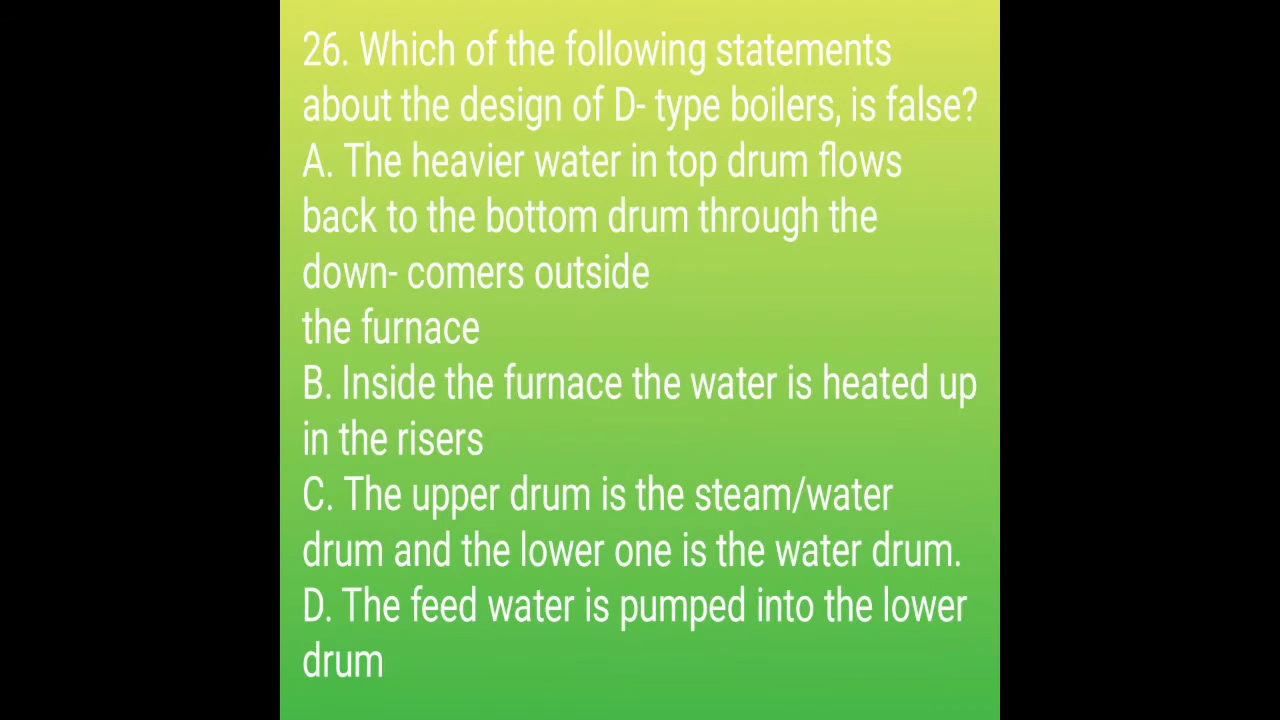 26. Which of the following statements
about the design of D- type boilers, is false?
A. The heavier water in top drum flows
back to the bottom drum through the
down- comers outside
the furnace
B. Inside the furnace the water is heated up
in the risers
C. The upper drum is the steam/water
drum and the lower one is the water drum.
D. The feed water is pumped into the lower
drum